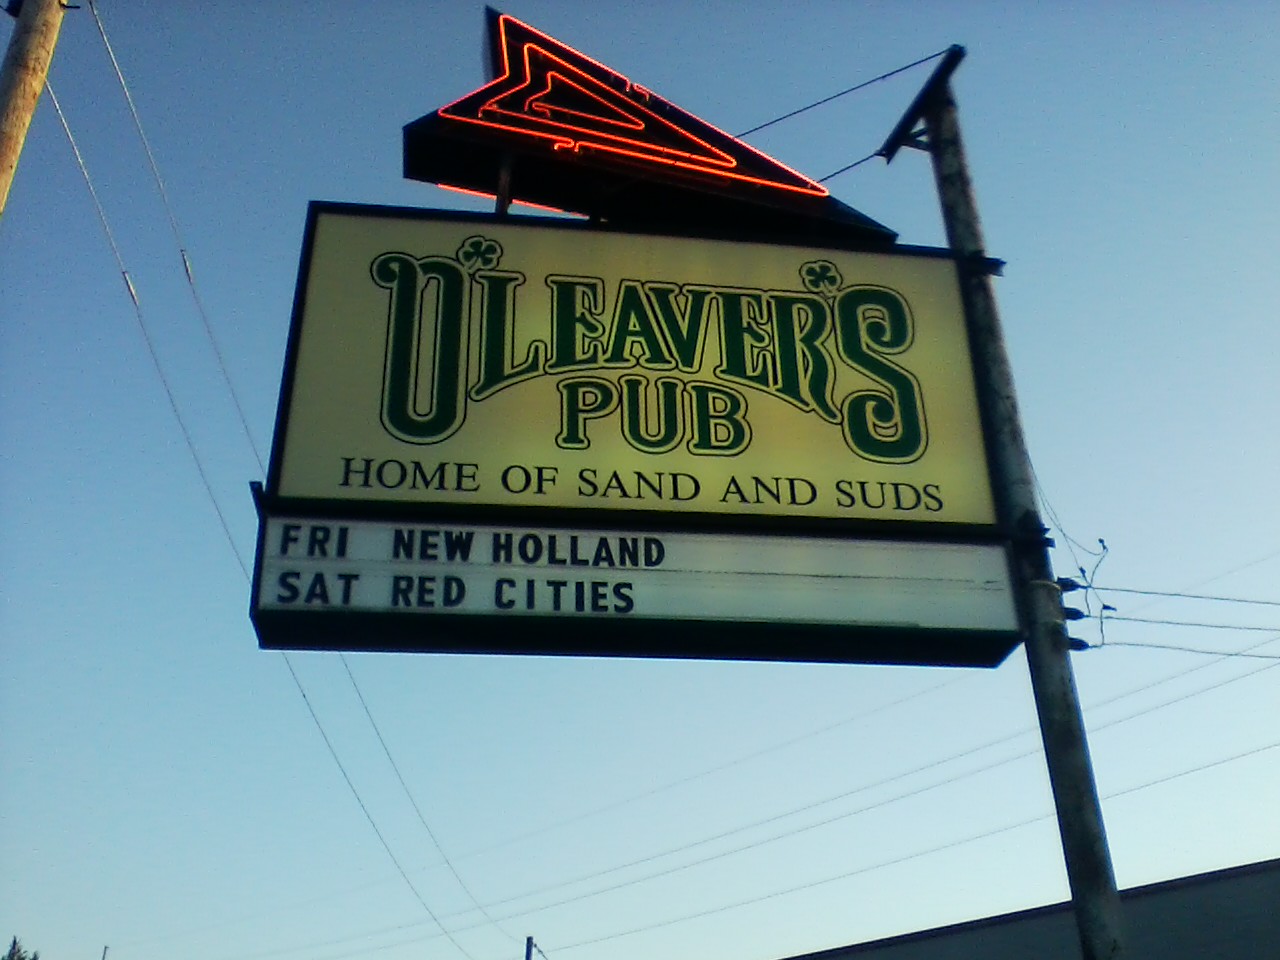 O'LEAVER'S
PUB
HOME OF SAND AND SUDS
FRI NEW HOLLAND
SAT RED CITIES